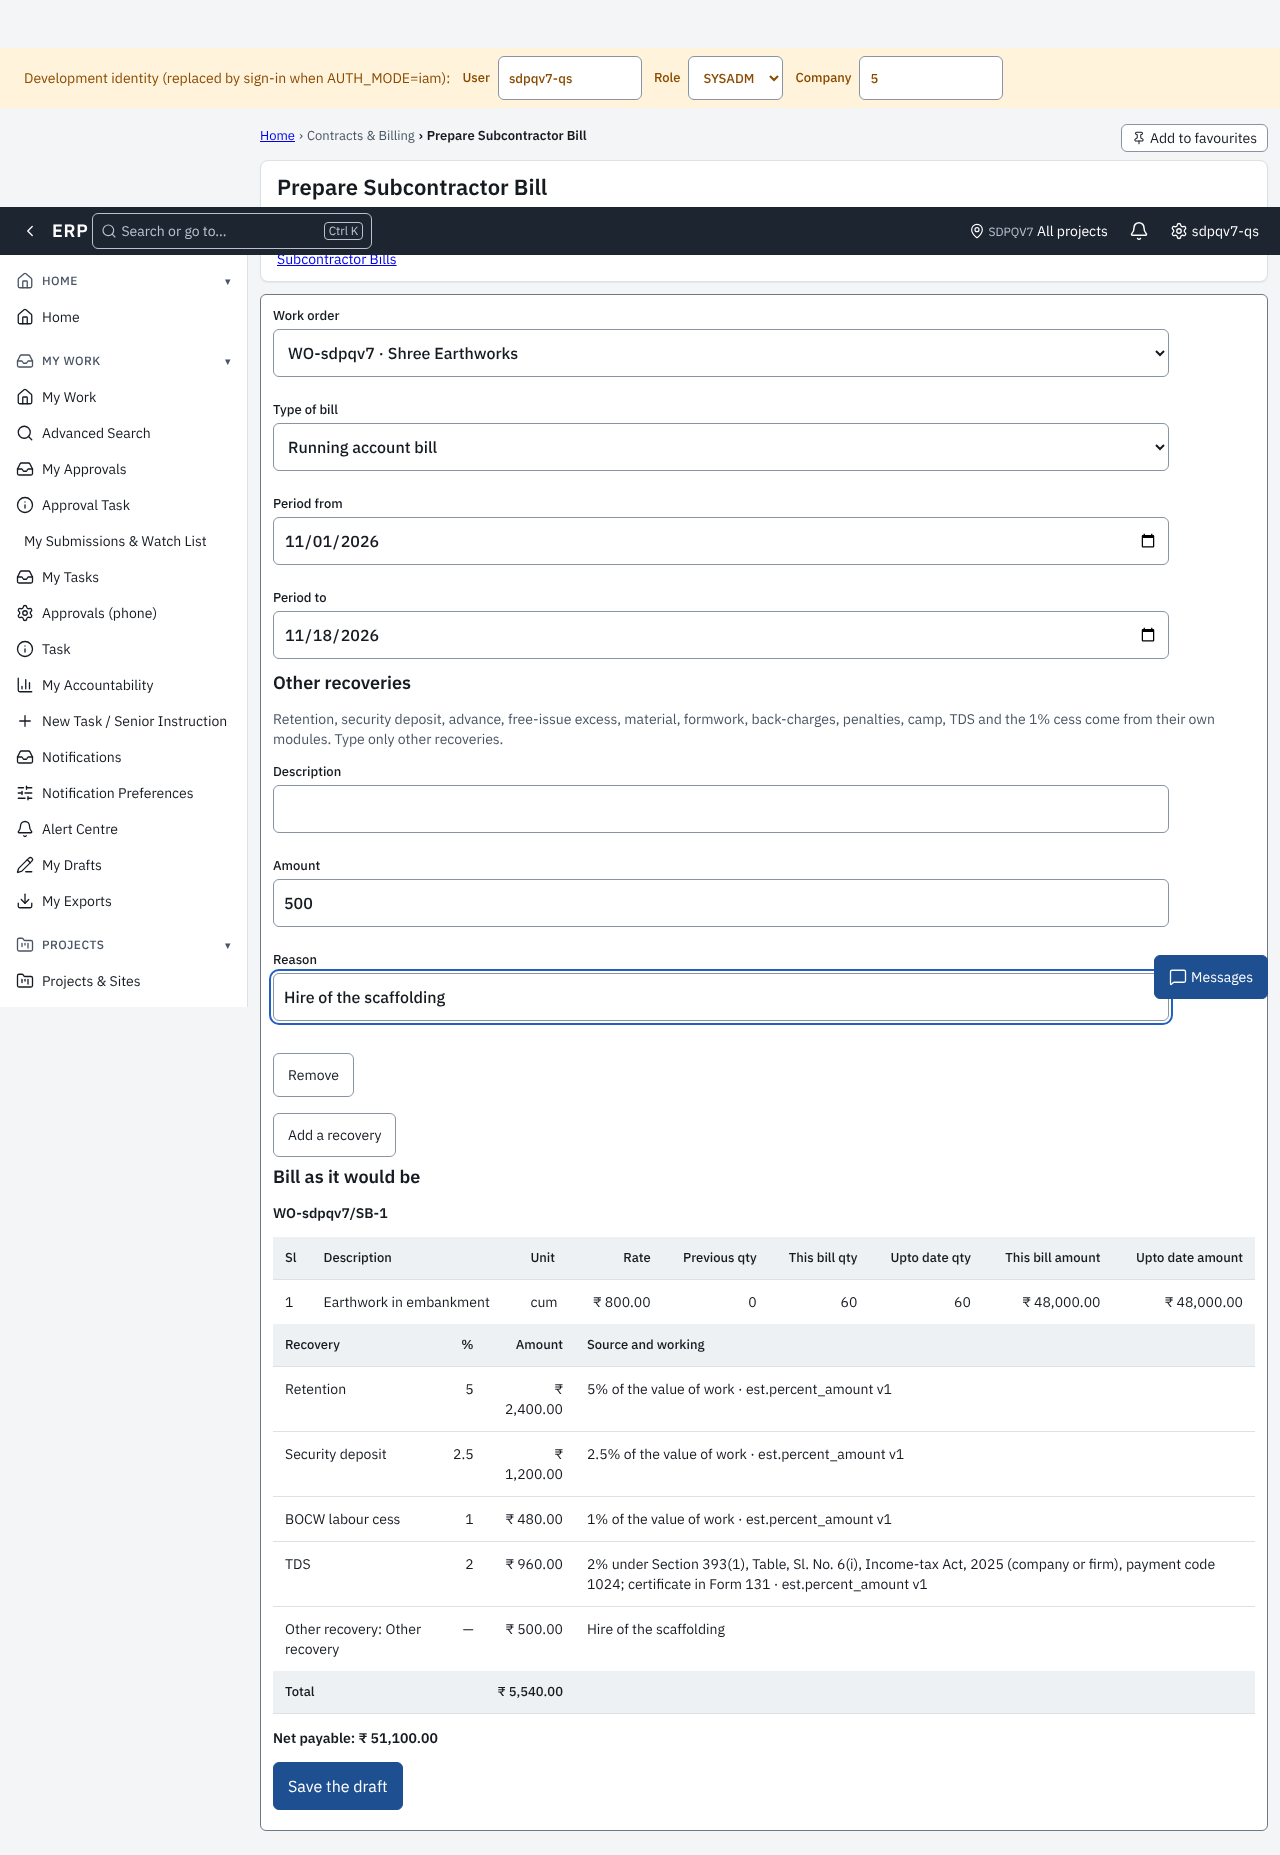 Development identity (replaced by sign-in when AUTH_MODE=iam): User sdpqv7-qs Role SYSADM Company 5
Home › Contracts & Billing › Prepare Subcontractor Bill
Add to favourites
Prepare Subcontractor Bill
ERP Search or go to... Ctrl K SDPQV7 All projects sdpqv7-qs
Subcontractor Bills
HOME
Home
MY WORK
My Work
Advanced Search
My Approvals
Approval Task
My Submissions & Watch List
My Tasks
Approvals (phone)
Task
My Accountability
New Task / Senior Instruction
Notifications
Notification Preferences
Alert Centre
My Drafts
My Exports
PROJECTS
Projects & Sites
Work order
WO-sdpqv7 · Shree Earthworks
Type of bill
Running account bill
Period from
11/01/2026
Period to
11/18/2026
Other recoveries
Retention, security deposit, advance, free-issue excess, material, formwork, back-charges, penalties, camp, TDS and the 1% cess come from their own
modules. Type only other recoveries.
Description
Amount
500
Reason
Hire of the scaffolding
Messages
Remove
Add a recovery
Bill as it would be
WO-sdpqv7/SB-1
Sl Description Unit Rate Previous qty This bill qty Upto date qty This bill amount Upto date amount
1 Earthwork in embankment cum ₹ 800.00 0 60 60 ₹ 48,000.00 ₹ 48,000.00
Recovery % Amount Source and working
Retention 5 ₹ 2,400.00 5% of the value of work · est.percent_amount v1
Security deposit 2.5 ₹ 1,200.00 2.5% of the value of work · est.percent_amount v1
BOCW labour cess 1 ₹ 480.00 1% of the value of work · est.percent_amount v1
TDS 2 ₹ 960.00 2% under Section 393(1), Table, Sl. No. 6(i), Income-tax Act, 2025 (company or firm), payment code
1024; certificate in Form 131 · est.percent_amount v1
Other recovery: Other recovery — ₹ 500.00 Hire of the scaffolding
Total ₹ 5,540.00
Net payable: ₹ 51,100.00
Save the draft